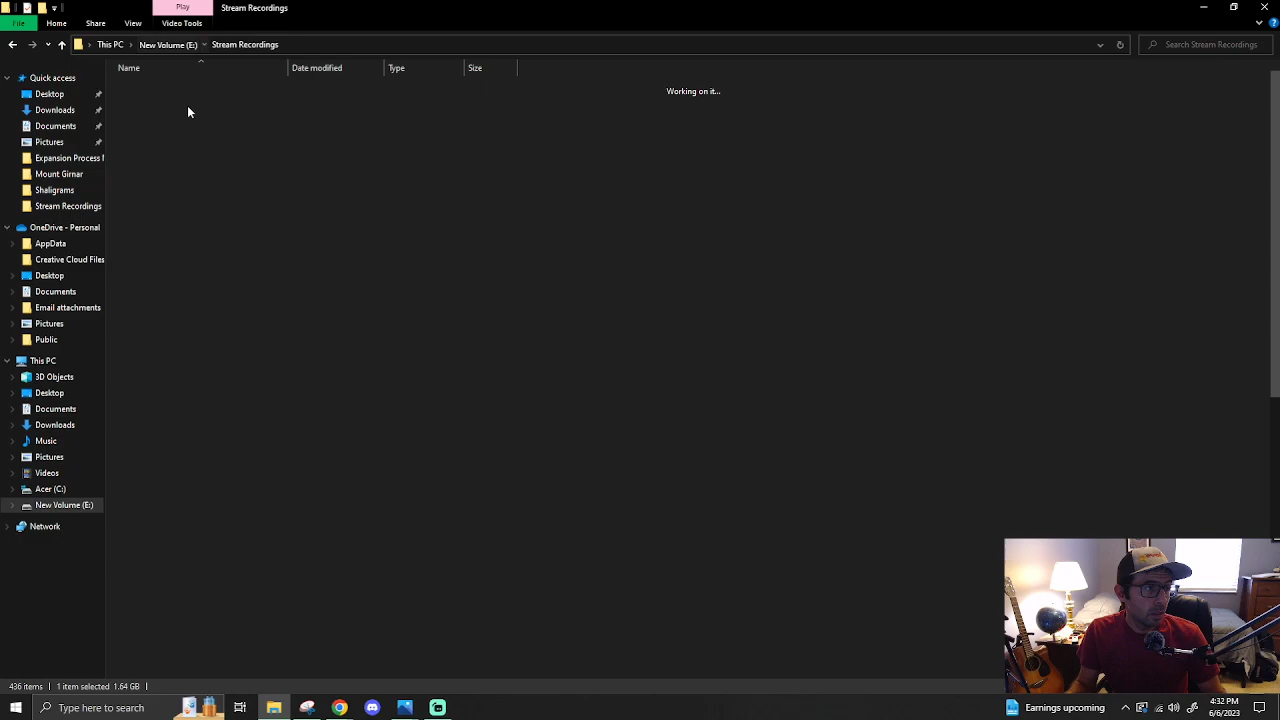 Play
Stream Recordings
File
Home
Share
View
Video Tools
This PC
New Volume (E:)
Stream Recordings
Search Stream Recordings
Name
Date modified
Type
Size
Working on it...
Quick access
Desktop
Downloads
Documents
Pictures
Expansion Process
Mount Girnar
Shaligrams
Stream Recordings
OneDrive - Personal
AppData
Creative Cloud Files
Desktop
Documents
Email attachments
Pictures
Public
This PC
3D Objects
Desktop
Documents
Downloads
Music
Pictures
Videos
Acer (C:)
New Volume (E:)
Network
436 items
1 item selected 1.64 GB
Type here to search
Earnings upcoming
4:32 PM
6/6/2023